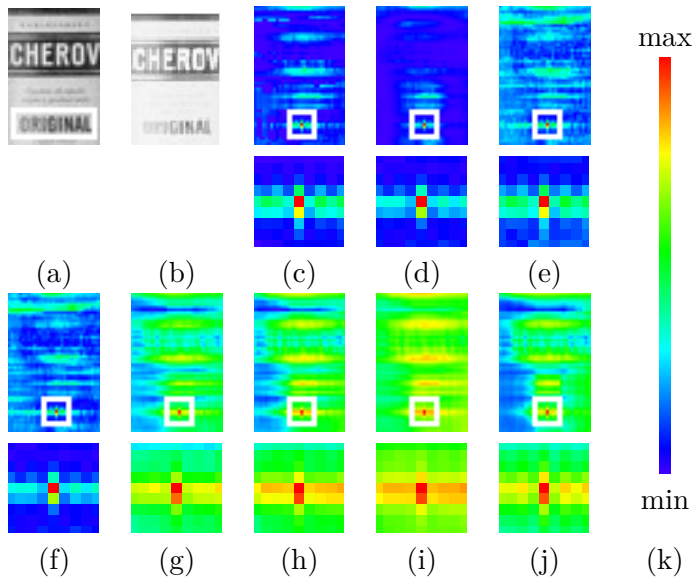 CHEROV
ORIGINAL
CHEROV
ORIGINAL
max
min
(a)
(b)
(c)
(d)
(e)
(f)
(g)
(h)
(i)
(j)
(k)